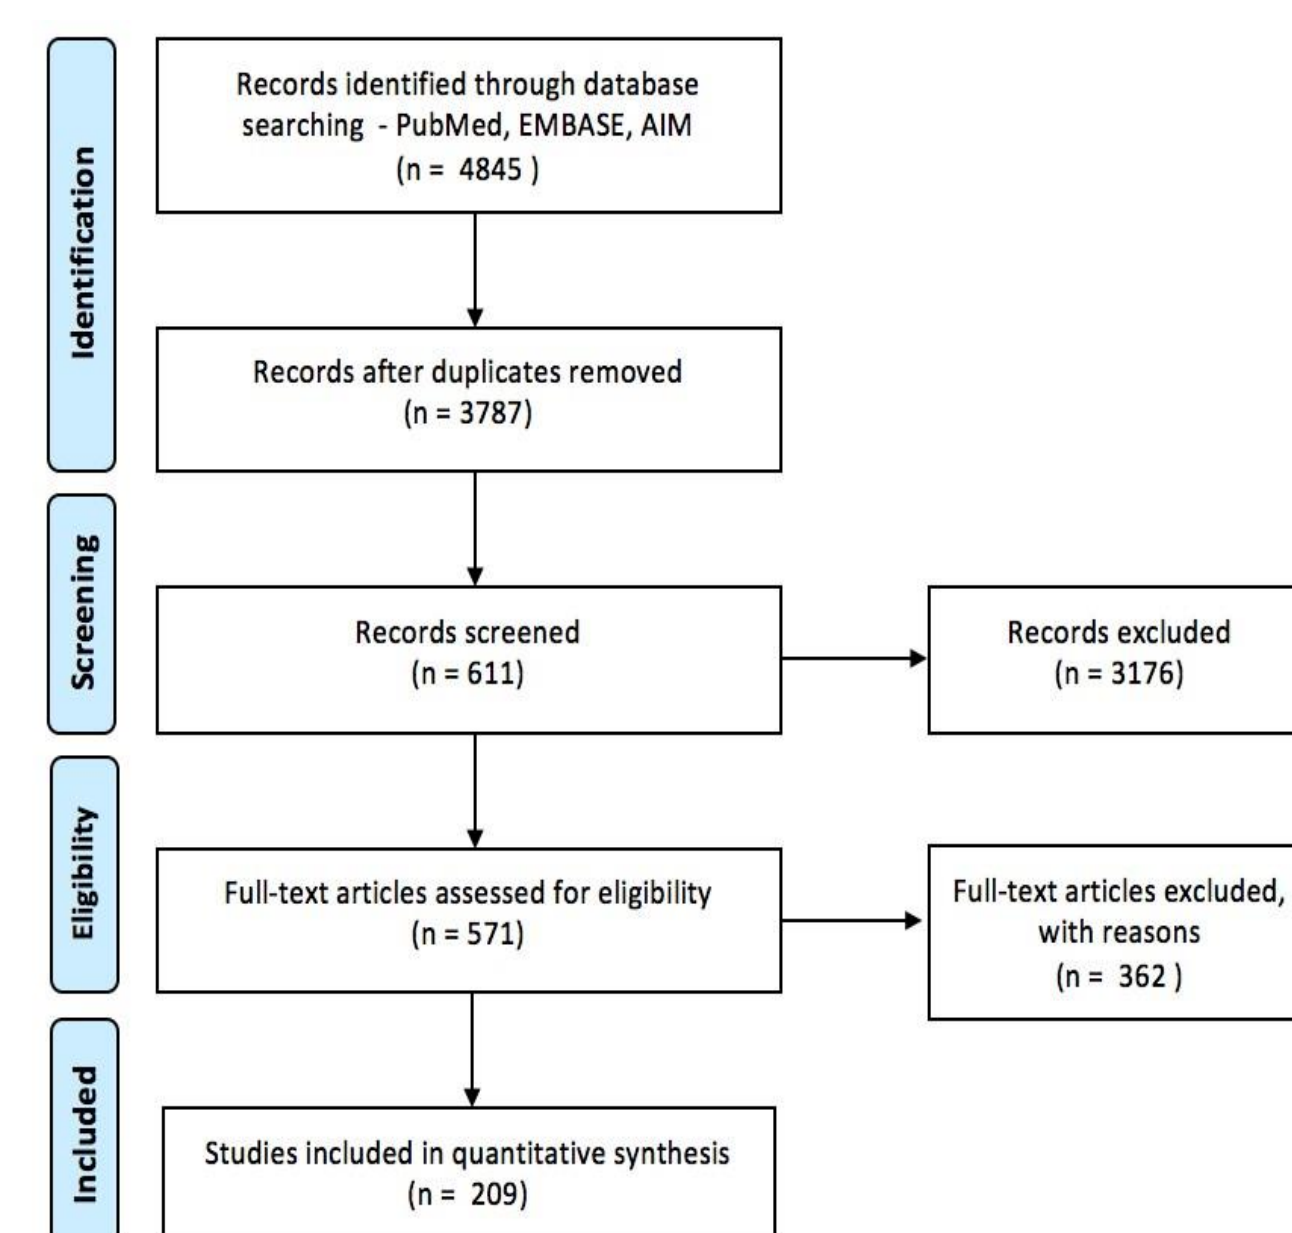 Identification
Records identified through database
searching - PubMed, EMBASE, AIM
(n = 4845 )
Records after duplicates removed
(n = 3787)
Screening
Records screened
(n = 611)
Records excluded
(n = 3176)
Eligibility
Full-text articles assessed for eligibility
(n = 571)
Full-text articles excluded,
with reasons
(n = 362 )
Included
Studies included in quantitative synthesis
(n = 209)